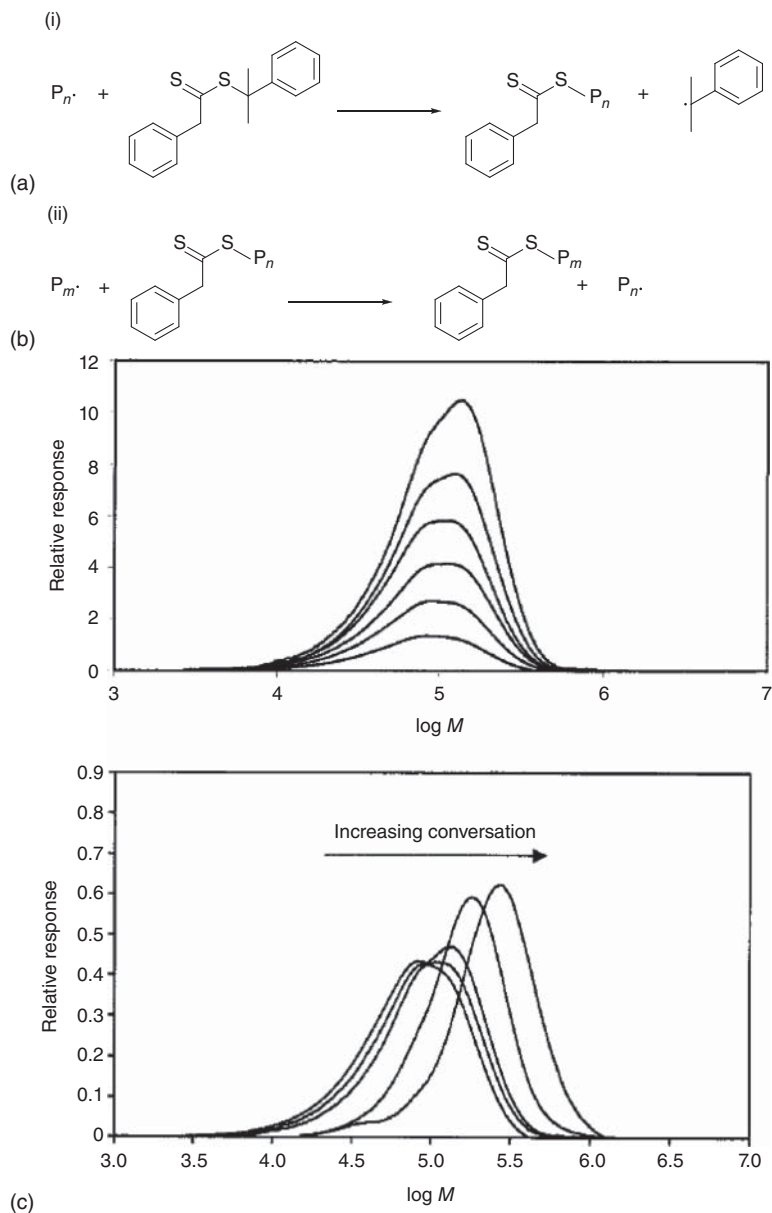 (i)
Pn· + S S Pn +
(a)
(ii)
Pm· + S S Pn S S Pm + Pn·
(b)
12
10
8
6
4
2
0
Relative response
3 4 5 6 7
log M
0.9
0.8
0.7
0.6
0.5
0.4
0.3
0.2
0.1
0
Relative response
Increasing conversation
3.0 3.5 4.0 4.5 5.0 5.5 6.0 6.5 7.0
log M
(c)